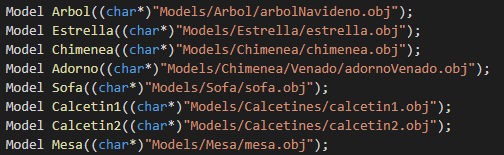 Model Arbol((char*)"Models/Arbol/arbolNavideno.obj");
Model Estrella((char*)"Models/Estrella/estrella.obj");
Model Chimenea((char*)"Models/Chimenea/chimenea.obj");
Model Adorno((char*)"Models/Chimenea/Venado/adornoVenado.obj");
Model Sofa((char*)"Models/Sofa/sofa.obj");
Model Calcetin1((char*)"Models/Calcetines/calcetin1.obj");
Model Calcetin2((char*)"Models/Calcetines/calcetin2.obj");
Model Mesa((char*)"Models/Mesa/mesa.obj");